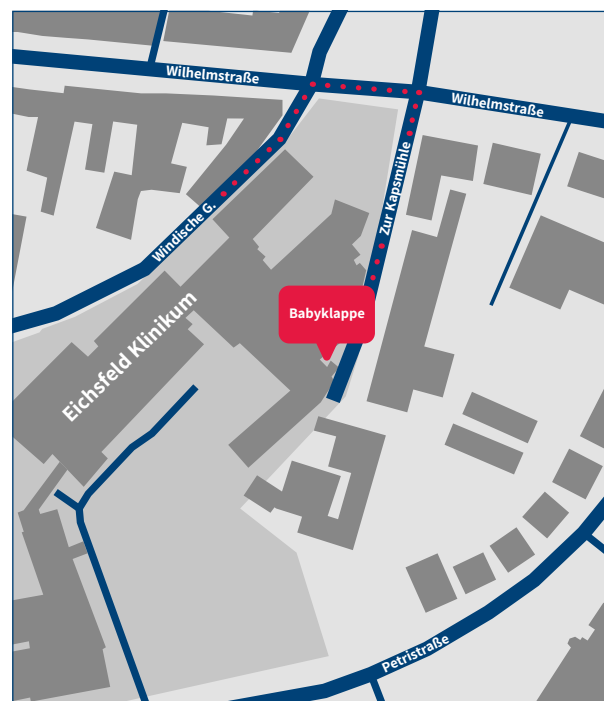 Wilhelmstraße
Wilhelmstraße
Zur Kapsmühle
Windische G.
Babyklappe
Eichsfeld Klinikum
Petristraße